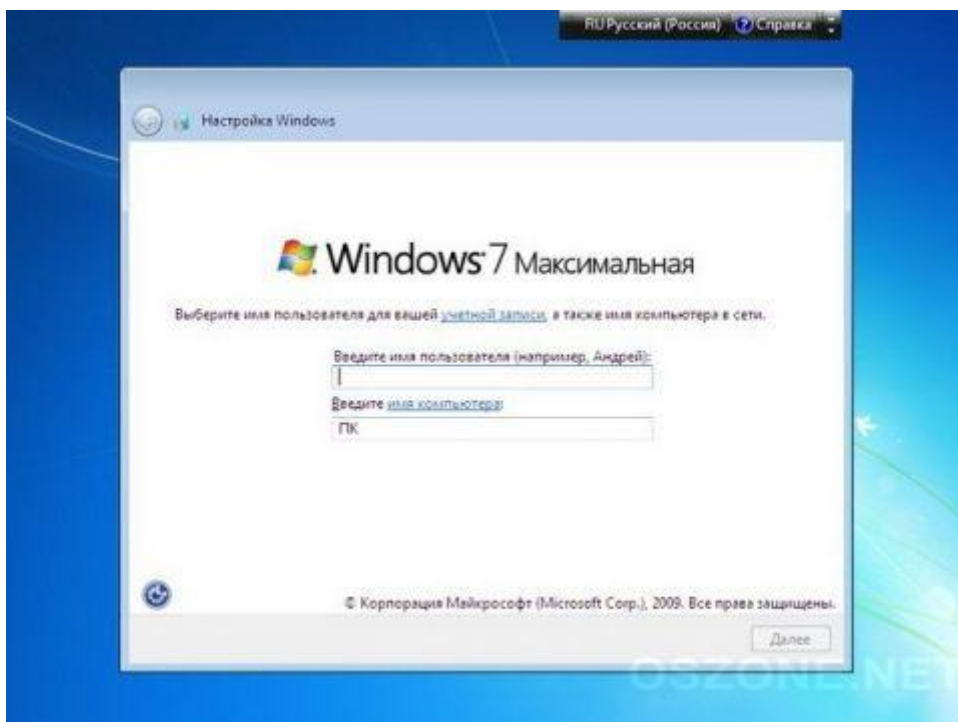 RU Русский (Россия) Справка
Настройка Windows
Windows 7 Максимальная
Выберите имя пользователя для вашей учетной записи, а также имя компьютера в сети.
Введите имя пользователя (например, Андрей):
Введите имя компьютера:
ПК
© Корпорация Майкрософт (Microsoft Corp.), 2009. Все права защищены.
Далее
OSZONE.NET